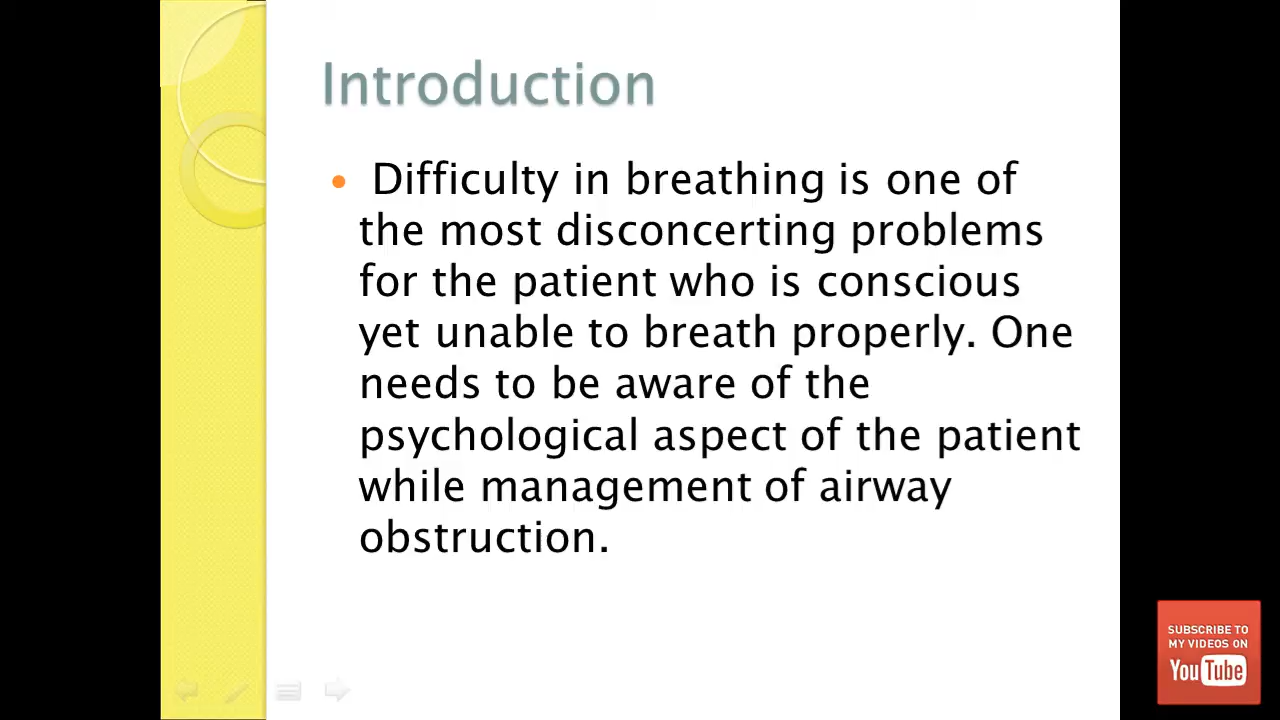 Introduction
• Difficulty in breathing is one of
the most disconcerting problems
for the patient who is conscious
yet unable to breath properly. One
needs to be aware of the
psychological aspect of the patient
while management of airway
obstruction.
SUBSCRIBE TO
MY VIDEOS ON
YouTube